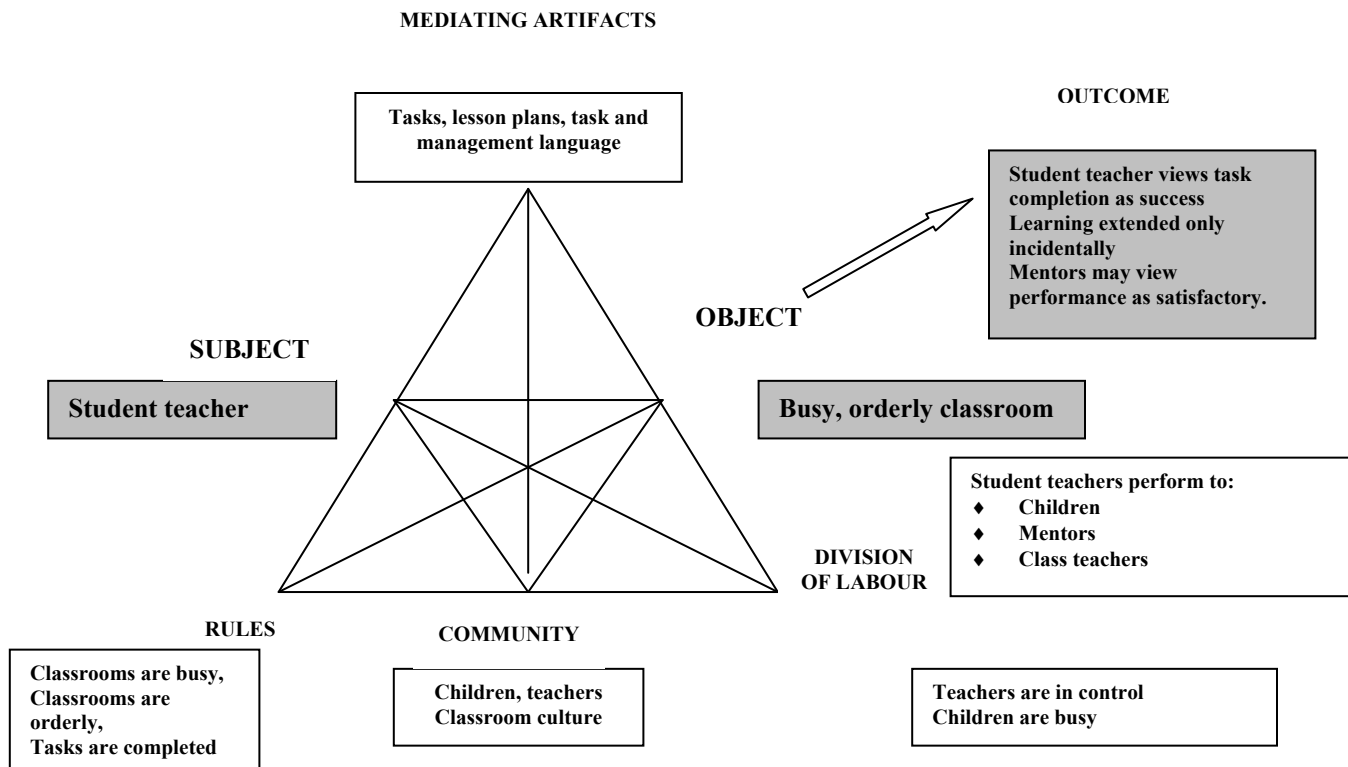 MEDIATING ARTIFACTS
Tasks, lesson plans, task and
management language
OUTCOME
Student teacher views task
completion as success
Learning extended only
incidentally
Mentors may view
performance as satisfactory.
OBJECT
SUBJECT
Student teacher
Busy, orderly classroom
Student teachers perform to:
♦ Children
♦ Mentors
♦ Class teachers
DIVISION
OF LABOUR
RULES
COMMUNITY
Classrooms are busy,
Classrooms are
orderly,
Tasks are completed
Children, teachers
Classroom culture
Teachers are in control
Children are busy